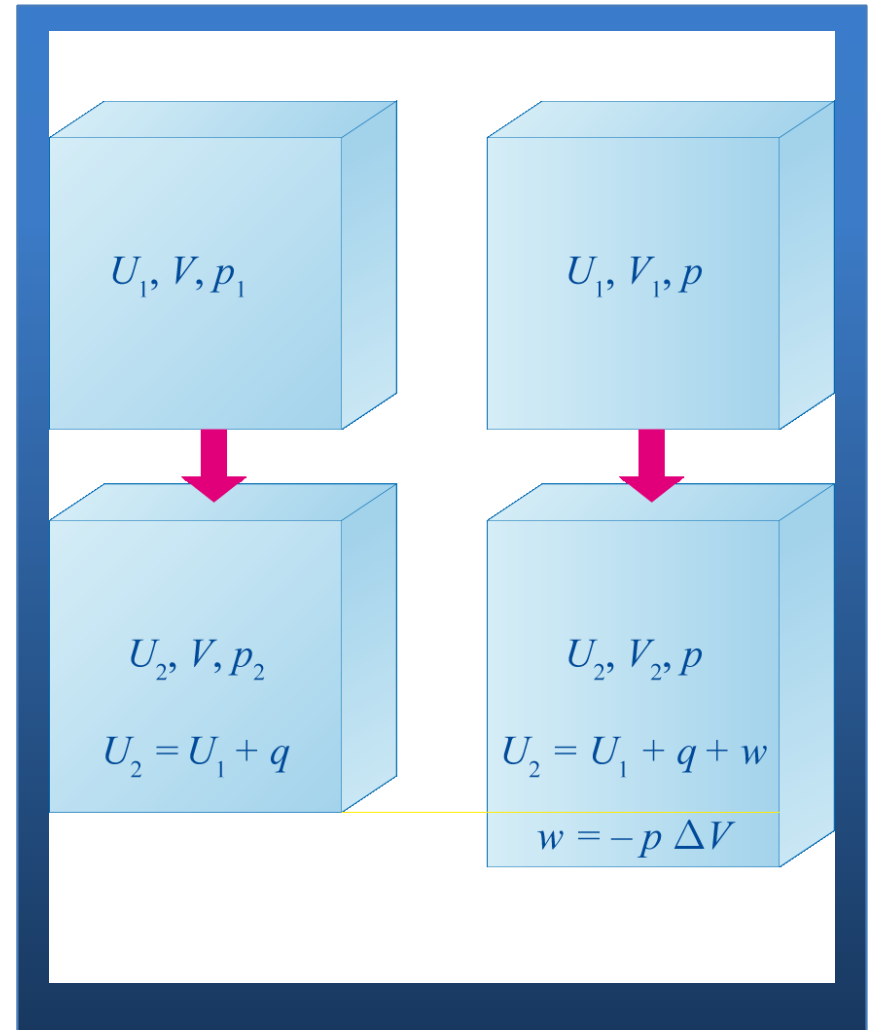 U₁, V, p₁
U₂, V, p₂
U₂ = U₁ + q
U₁, V₁, p
U₂, V₂, p
U₂ = U₁ + q + w
w = – p ΔV